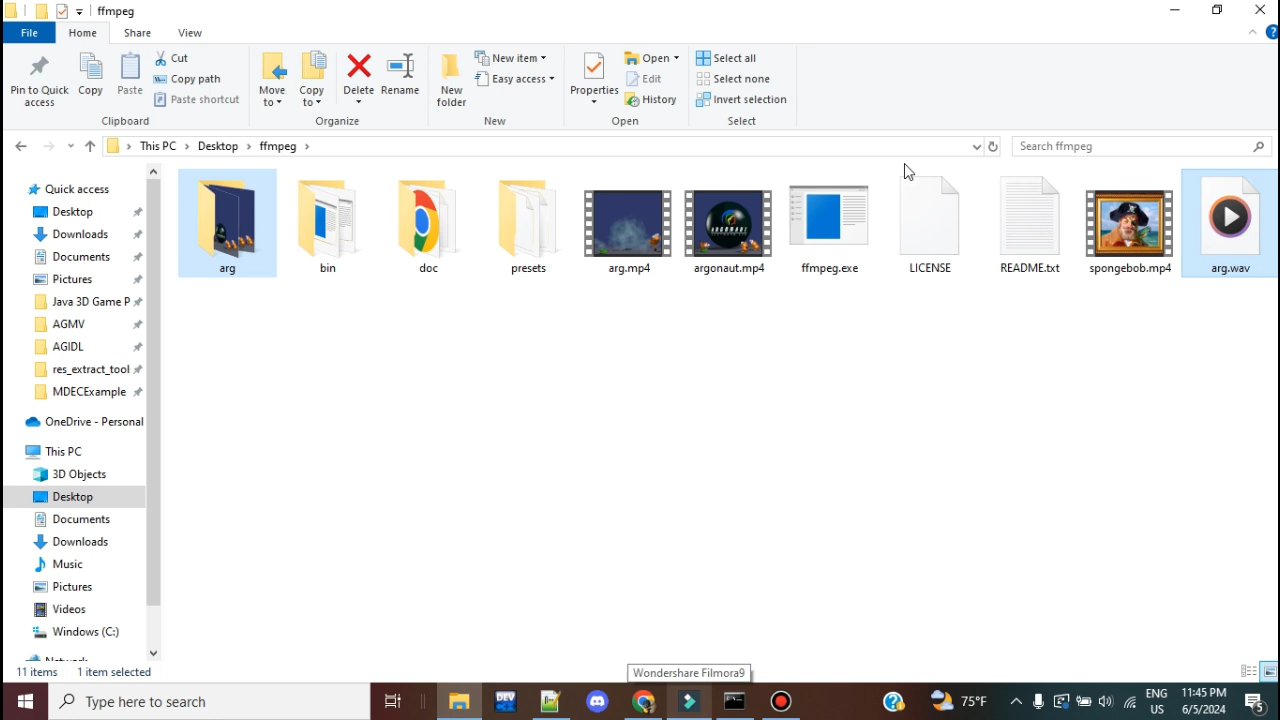 ffmpeg
File Home Share View
Pin to Quick access
Copy
Paste
Cut
Copy path
Paste shortcut
Clipboard
Move to
Copy to
Delete
Rename
Organize
New folder
New item
Easy access
New
Properties
Open
Edit
History
Open
Select all
Select none
Invert selection
Select
This PC Desktop ffmpeg
Search ffmpeg
Quick access
Desktop
Downloads
Documents
Pictures
Java 3D Game P
AGMV
AGIDL
res_extract_tool
MDECExample
OneDrive - Personal
This PC
3D Objects
Desktop
Documents
Downloads
Music
Pictures
Videos
Windows (C:)
arg bin doc presets arg.mp4 argonaut.mp4 ffmpeg.exe LICENSE README.txt spongebob.mp4 arg.wav
ARGONAUT
11 items 1 item selected
Wondershare Filmora9
Type here to search
DEV
75°F
ENG
US
11:45 PM
6/5/2024
5